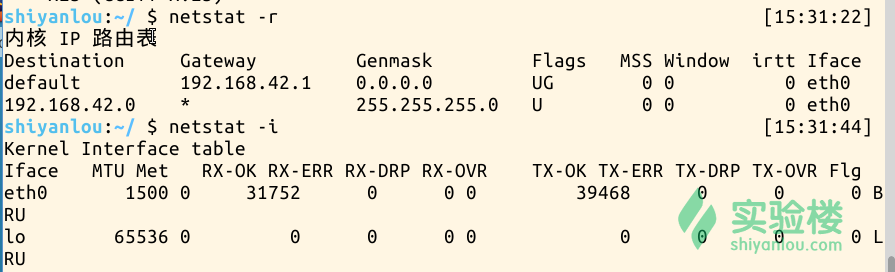 shiyanlou:~/ $ netstat -r [15:31:22]
内核 IP 路由表
Destination Gateway Genmask Flags MSS Window irtt Iface
default 192.168.42.1 0.0.0.0 UG 0 0 0 eth0
192.168.42.0 * 255.255.255.0 U 0 0 0 eth0
shiyanlou:~/ $ netstat -i [15:31:44]
Kernel Interface table
Iface MTU Met RX-OK RX-ERR RX-DRP RX-OVR TX-OK TX-ERR TX-DRP TX-OVR Flg
eth0 1500 0 31752 0 0 0 39468 0 0 0 B
RU
lo 65536 0 0 0 0 0 0 0 0 0 L
RU
实验楼
shiyanlou.com